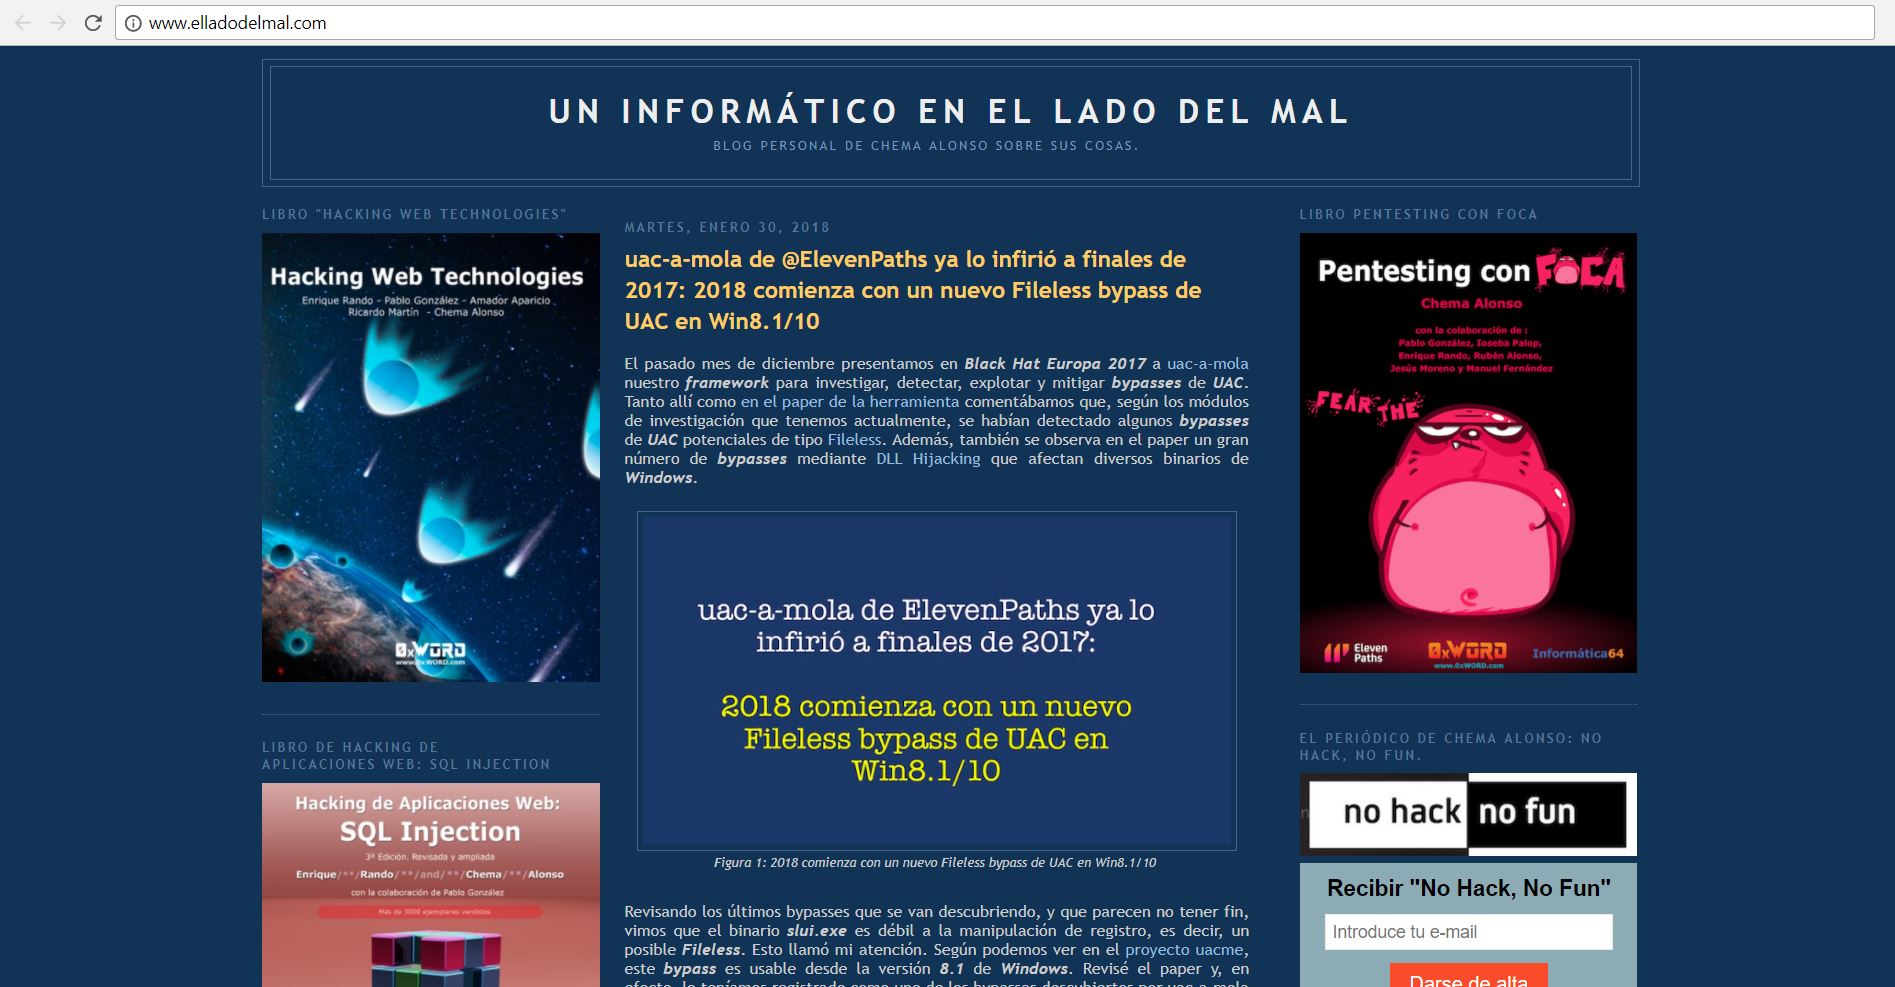 www.elladodelmal.com
UN INFORMÁTICO EN EL LADO DEL MAL
BLOG PERSONAL DE CHEMA ALONSO SOBRE SUS COSAS.
LIBRO "HACKING WEB TECHNOLOGIES"
Hacking Web Technologies
Enrique Rando - Pablo González - Amador Aparicio
Ricardo Martín - Chema Alonso
0xWORD
www.0xWORD.com
LIBRO DE HACKING DE
APLICACIONES WEB: SQL INJECTION
Hacking de Aplicaciones Web:
SQL Injection
3ª Edición. Revisada y ampliada
Enrique/**/Rando/**/and/**/Chema/**/Alonso
con la colaboración de Pablo González
Más de 3000 ejemplares vendidos
MARTES, ENERO 30, 2018
uac-a-mola de @ElevenPaths ya lo infirió a finales de
2017: 2018 comienza con un nuevo Fileless bypass de
UAC en Win8.1/10
El pasado mes de diciembre presentamos en Black Hat Europa 2017 a uac-a-mola
nuestro framework para investigar, detectar, explotar y mitigar bypasses de UAC.
Tanto allí como en el paper de la herramienta comentábamos que, según los módulos
de investigación que tenemos actualmente, se habían detectado algunos bypasses
de UAC potenciales de tipo Fileless. Además, también se observa en el paper un gran
número de bypasses mediante DLL Hijacking que afectan diversos binarios de
Windows.
uac-a-mola de ElevenPaths ya lo
infirió a finales de 2017:
2018 comienza con un nuevo
Fileless bypass de UAC en
Win8.1/10
Figura 1: 2018 comienza con un nuevo Fileless bypass de UAC en Win8.1/10
Revisando los últimos bypasses que se van descubriendo, y que parecen no tener fin,
vimos que el binario slui.exe es débil a la manipulación de registro, es decir, un
posible Fileless. Esto llamó mi atención. Según podemos ver en el proyecto uacme,
este bypass es usable desde la versión 8.1 de Windows. Revisé el paper y, en
efecto, lo teníamos registrado como uno de los bypasses descubiertos por uac-a-mola
LIBRO PENTESTING CON FOCA
Pentesting con FOCA
Chema Alonso
con la colaboración de :
Pablo González, Ioseba Palop,
Enrique Rando, Rubén Alonso,
Jesús Moreno y Manuel Fernández
FEAR THE
Eleven
Paths
0xWORD
www.0xWORD.com
Informática64
EL PERIÓDICO DE CHEMA ALONSO: NO
HACK, NO FUN.
no hack no fun
Recibir "No Hack, No Fun"
Introduce tu e-mail
Darse de alta